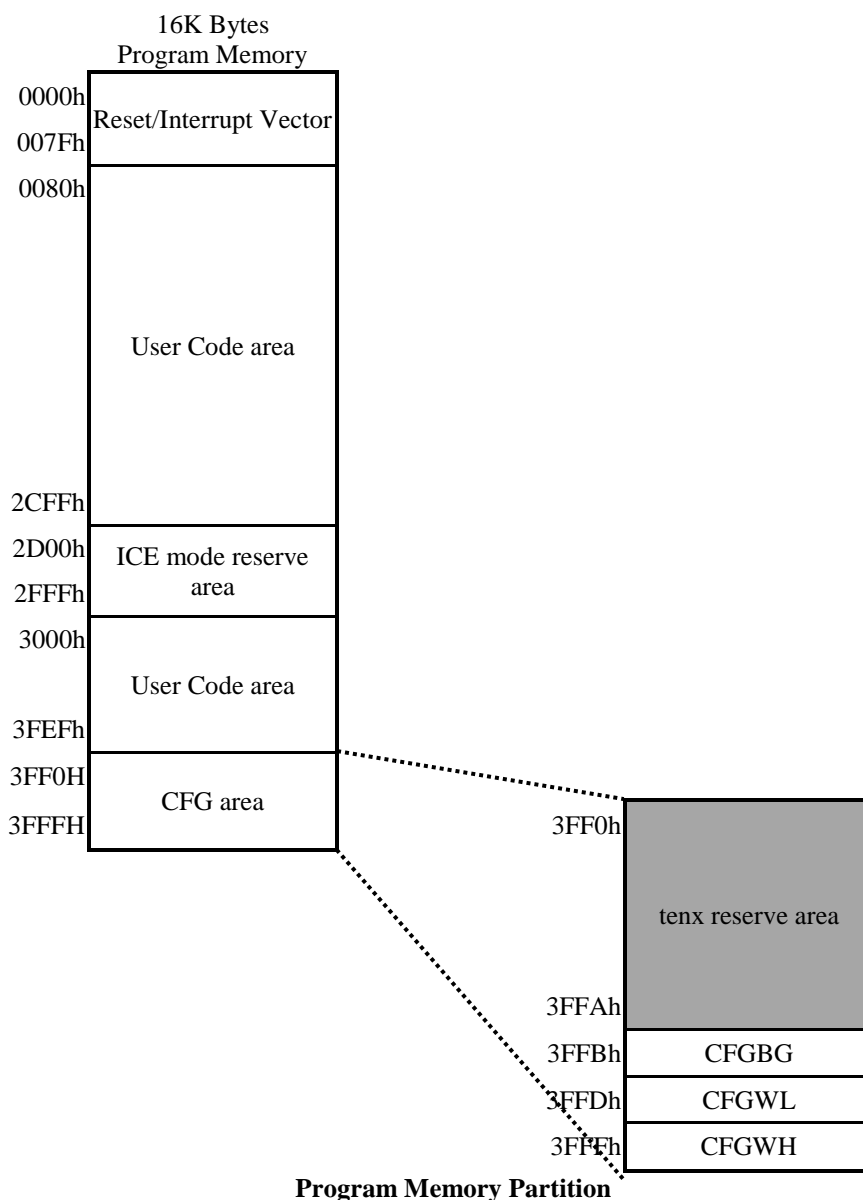 16K Bytes
Program Memory
0000h
Reset/Interrupt Vector
007Fh
0080h
User Code area
2CFFh
2D00h
ICE mode reserve
area
2FFFh
3000h
User Code area
3FEFh
3FF0H
CFG area
3FFFH
3FF0h
tenx reserve area
3FFAh
3FFBh
CFGBG
3FFDh
CFGWL
3FFFh
CFGWH
Program Memory Partition